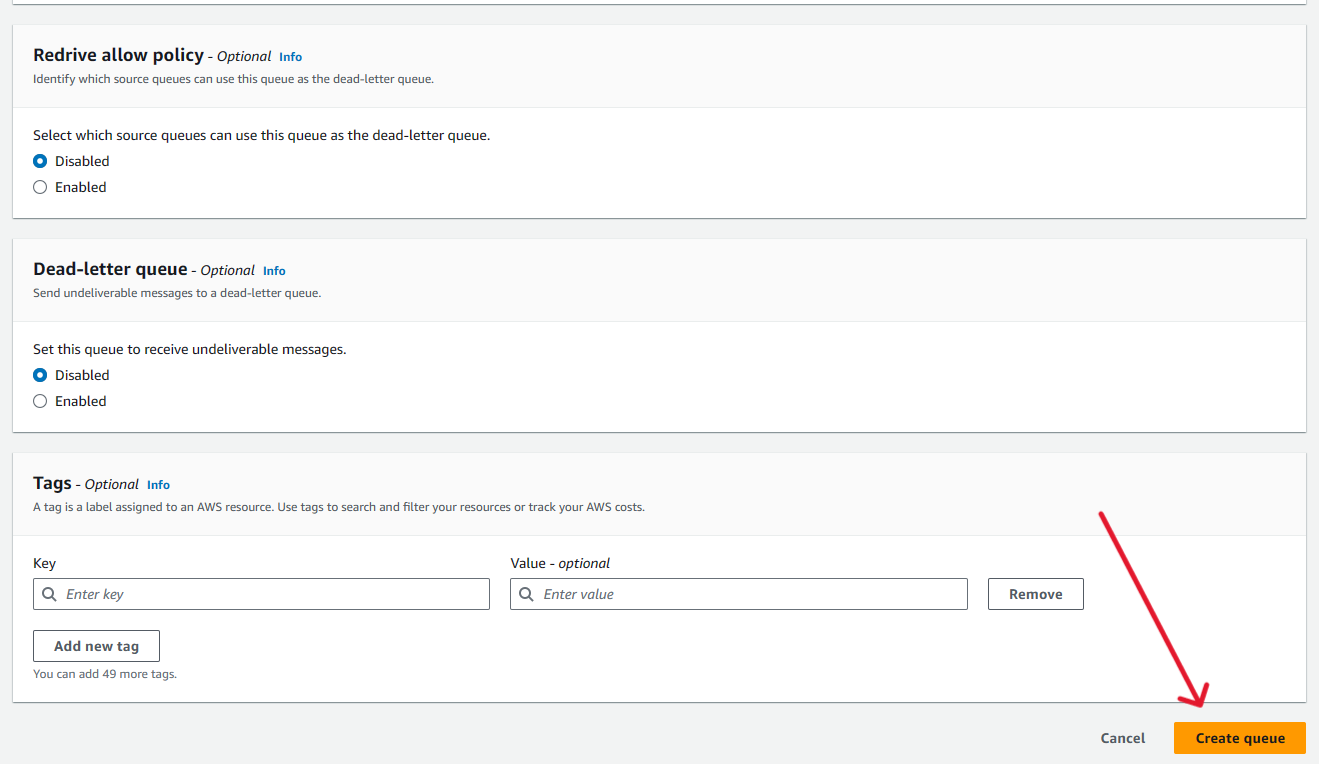 Redrive allow policy - Optional Info
Identify which source queues can use this queue as the dead-letter queue.
Select which source queues can use this queue as the dead-letter queue.
Disabled
Enabled
Dead-letter queue - Optional Info
Send undeliverable messages to a dead-letter queue.
Set this queue to receive undeliverable messages.
Disabled
Enabled
Tags - Optional Info
A tag is a label assigned to an AWS resource. Use tags to search and filter your resources or track your AWS costs.
Key Value - optional
Enter key Enter value Remove
Add new tag
You can add 49 more tags.
Cancel Create queue